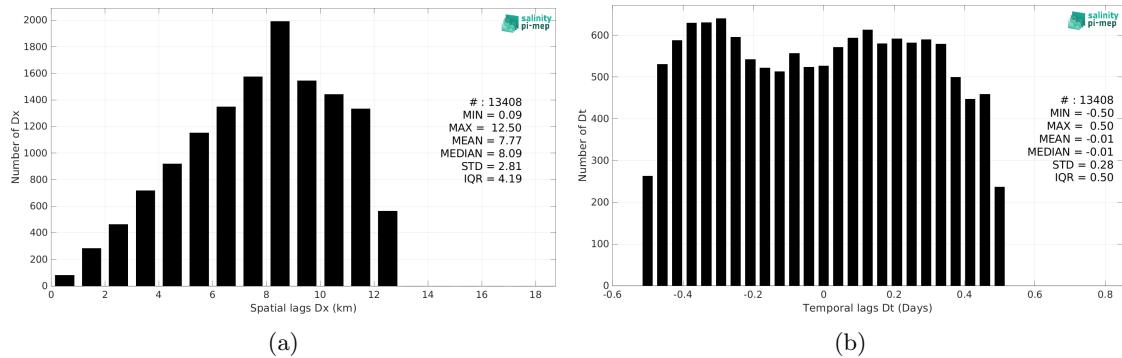 2000
1800
1600
1400
1200
1000
800
600
400
200
0
Number of Dx
0
2
4
6
8
10
12
14
16
18
Spatial lags Dx (km)
salinity
pi-mep
# : 13408
MIN = 0.09
MAX = 12.50
MEAN = 7.77
MEDIAN = 8.09
STD = 2.81
IQR = 4.19
(a)
600
500
400
300
200
100
0
Number of Dt
-0.6
-0.4
-0.2
0
0.2
0.4
0.6
0.8
Temporal lags Dt (Days)
salinity
pi-mep
# : 13408
MIN = -0.50
MAX = 0.50
MEAN = -0.01
MEDIAN = -0.01
STD = 0.28
IQR = 0.50
(b)